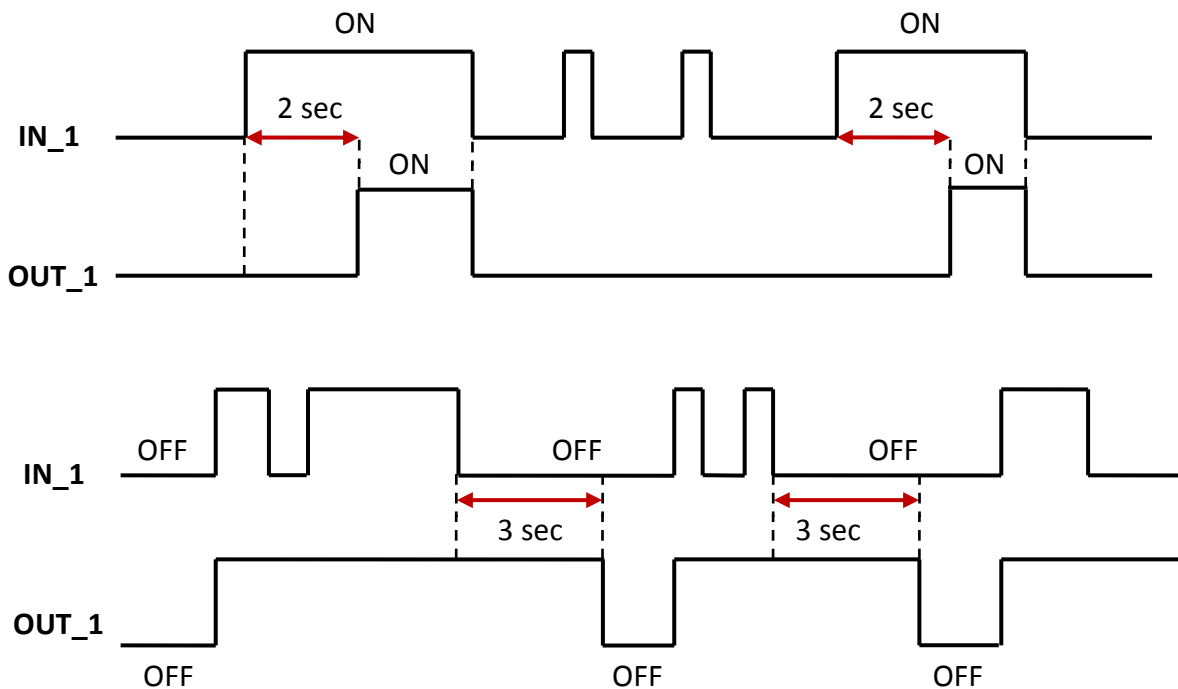 ON
ON
2 sec
2 sec
IN_1
ON
ON
OUT_1
OFF
OFF
OFF
IN_1
3 sec
3 sec
OUT_1
OFF
OFF
OFF